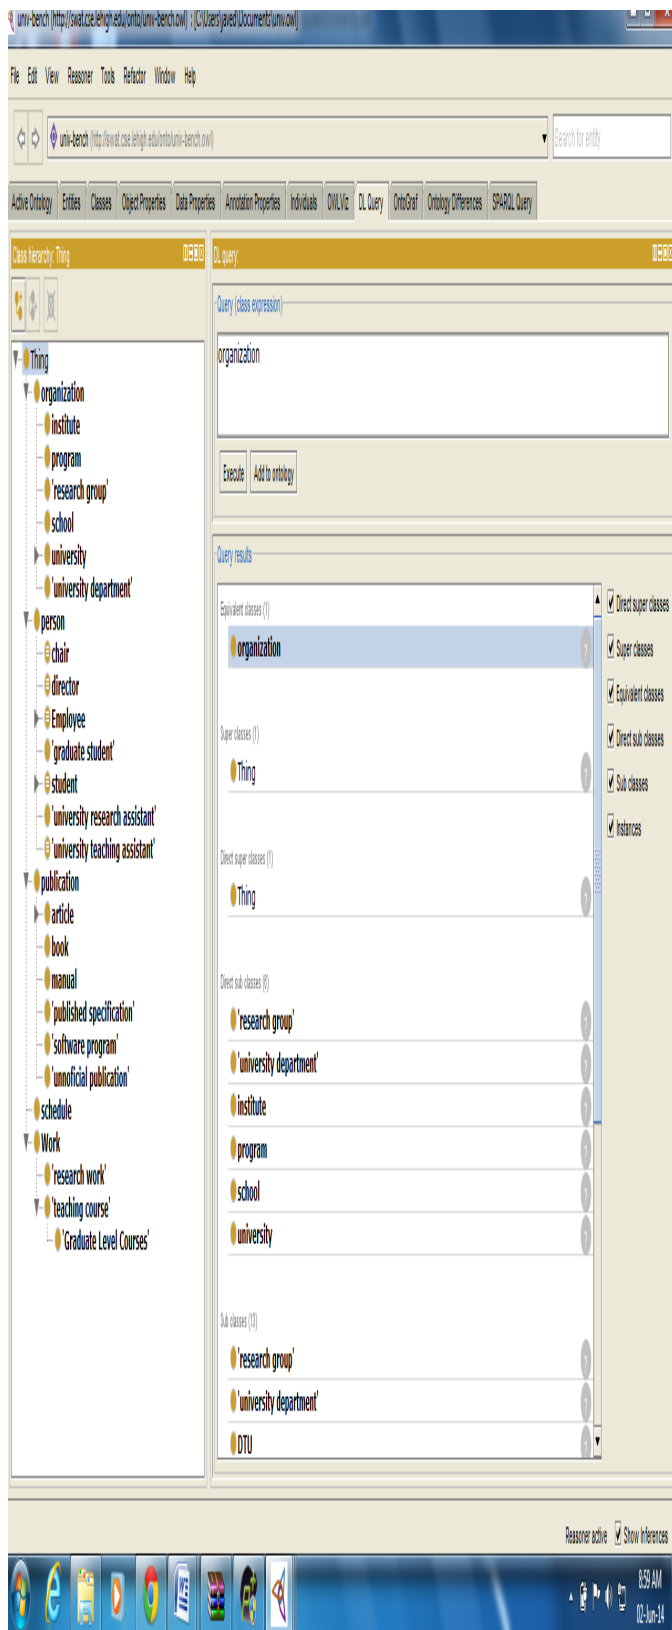 univ-bench (http://swat.cse.lehigh.edu/onto/univ-bench.owl) : [C:\Users\javed\Documents\univ.owl]
File Edit View Reasoner Tools Refactor Window Help
univ-bench (http://swat.cse.lehigh.edu/onto/univ-bench.owl)
Search for entity
Active Ontology Entities Classes Object Properties Data Properties Annotation Properties Individuals OWLViz DL Query OntoGraf Ontology Differences SPARQL Query
Class hierarchy: Thing
Thing
organization
institute
program
'research group'
school
university
'university department'
person
chair
director
Employee
'graduate student'
student
'university research assistant'
'university teaching assistant'
publication
article
book
manual
'published specification'
'software program'
'unnoficial publication'
schedule
Work
'research work'
'teaching course'
'Graduate Level Courses'
DL query:
Query (class expression)
organization
Execute Add to ontology
Query results
Equivalent classes (1)
organization
Super classes (1)
Thing
Direct super classes (1)
Thing
Direct sub classes (6)
'research group'
'university department'
institute
program
school
university
Sub classes (13)
'research group'
'university department'
DTU
Direct super classes
Super classes
Equivalent classes
Direct sub classes
Sub classes
Instances
Reasoner active Show Inferences
8:59 AM
02-Jun-14